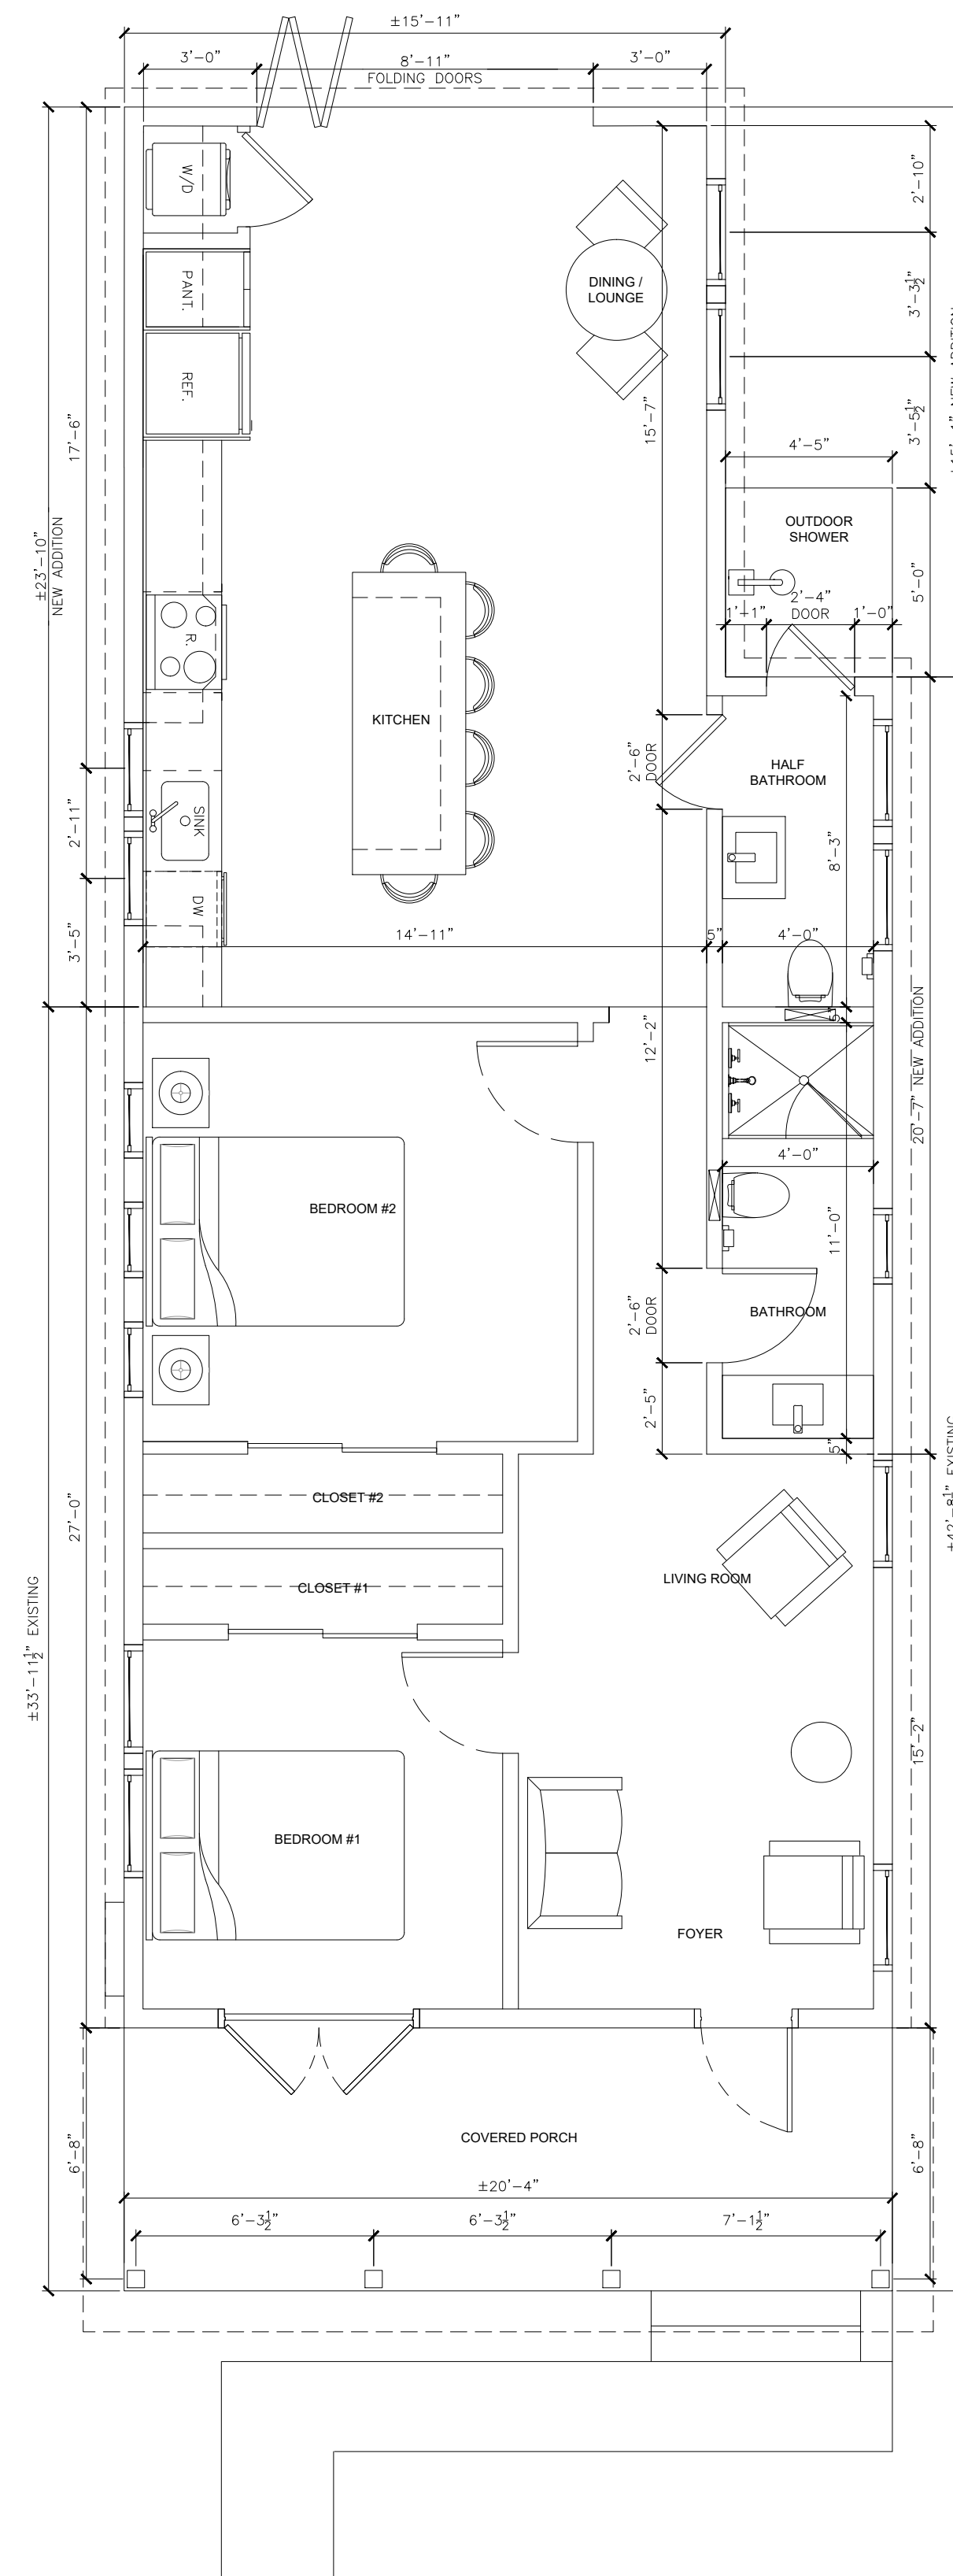 ±15'-11"
3'-0"
8'-11"
3'-0"
FOLDING DOORS
W/D
2'-10"
PANT.
DINING /
LOUNGE
3'-3½"
REF.
17'-6"
15'-7"
3'-5½"
4'-5"
OUTDOOR
SHOWER
±23'-10"
NEW ADDITION
5'-0"
2'-4"
DOOR
1'-1"
1'-0"
R.
KITCHEN
2'-6"
DOOR
HALF
BATHROOM
2'-11"
SINK
8'-3"
DW
3'-5"
14'-11"
5"
4'-0"
5"
12'-2"
20'-7" NEW ADDITION
4'-0"
BEDROOM #2
11'-0"
2'-6"
DOOR
BATHROOM
2'-5"
5"
±42'-8½" EXISTING
CLOSET #2
27'-0"
LIVING ROOM
CLOSET #1
±33'-11½" EXISTING
15'-2"
BEDROOM #1
FOYER
COVERED PORCH
6'-8"
6'-8"
±20'-4"
6'-3½"
6'-3½"
7'-1½"